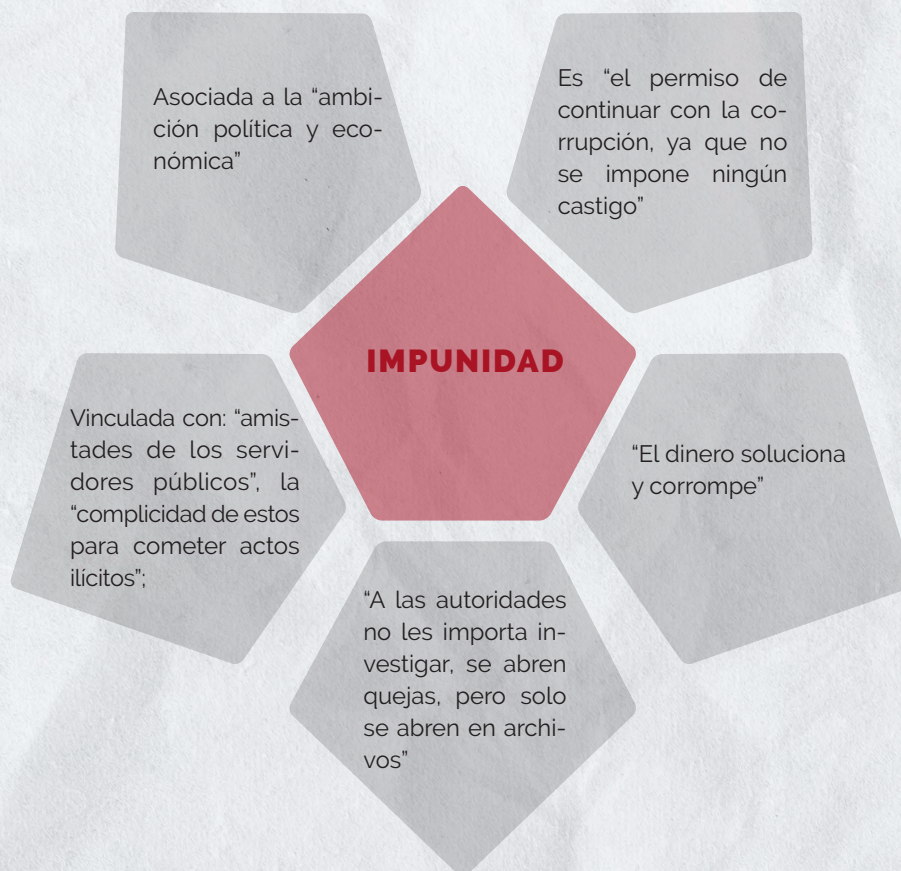 Asociada a la “ambi-
ción política y eco-
nómica”
Es “el permiso de
continuar con la co-
rrupción, ya que no
se impone ningún
castigo”
IMPUNIDAD
Vinculada con: “amis-
tades de los servi-
dores públicos”, la
“complicidad de estos
para cometer actos
ilícitos”;
“El dinero soluciona
y corrompe”
“A las autoridades
no les importa in-
vestigar, se abren
quejas, pero solo
se abren en archi-
vos”